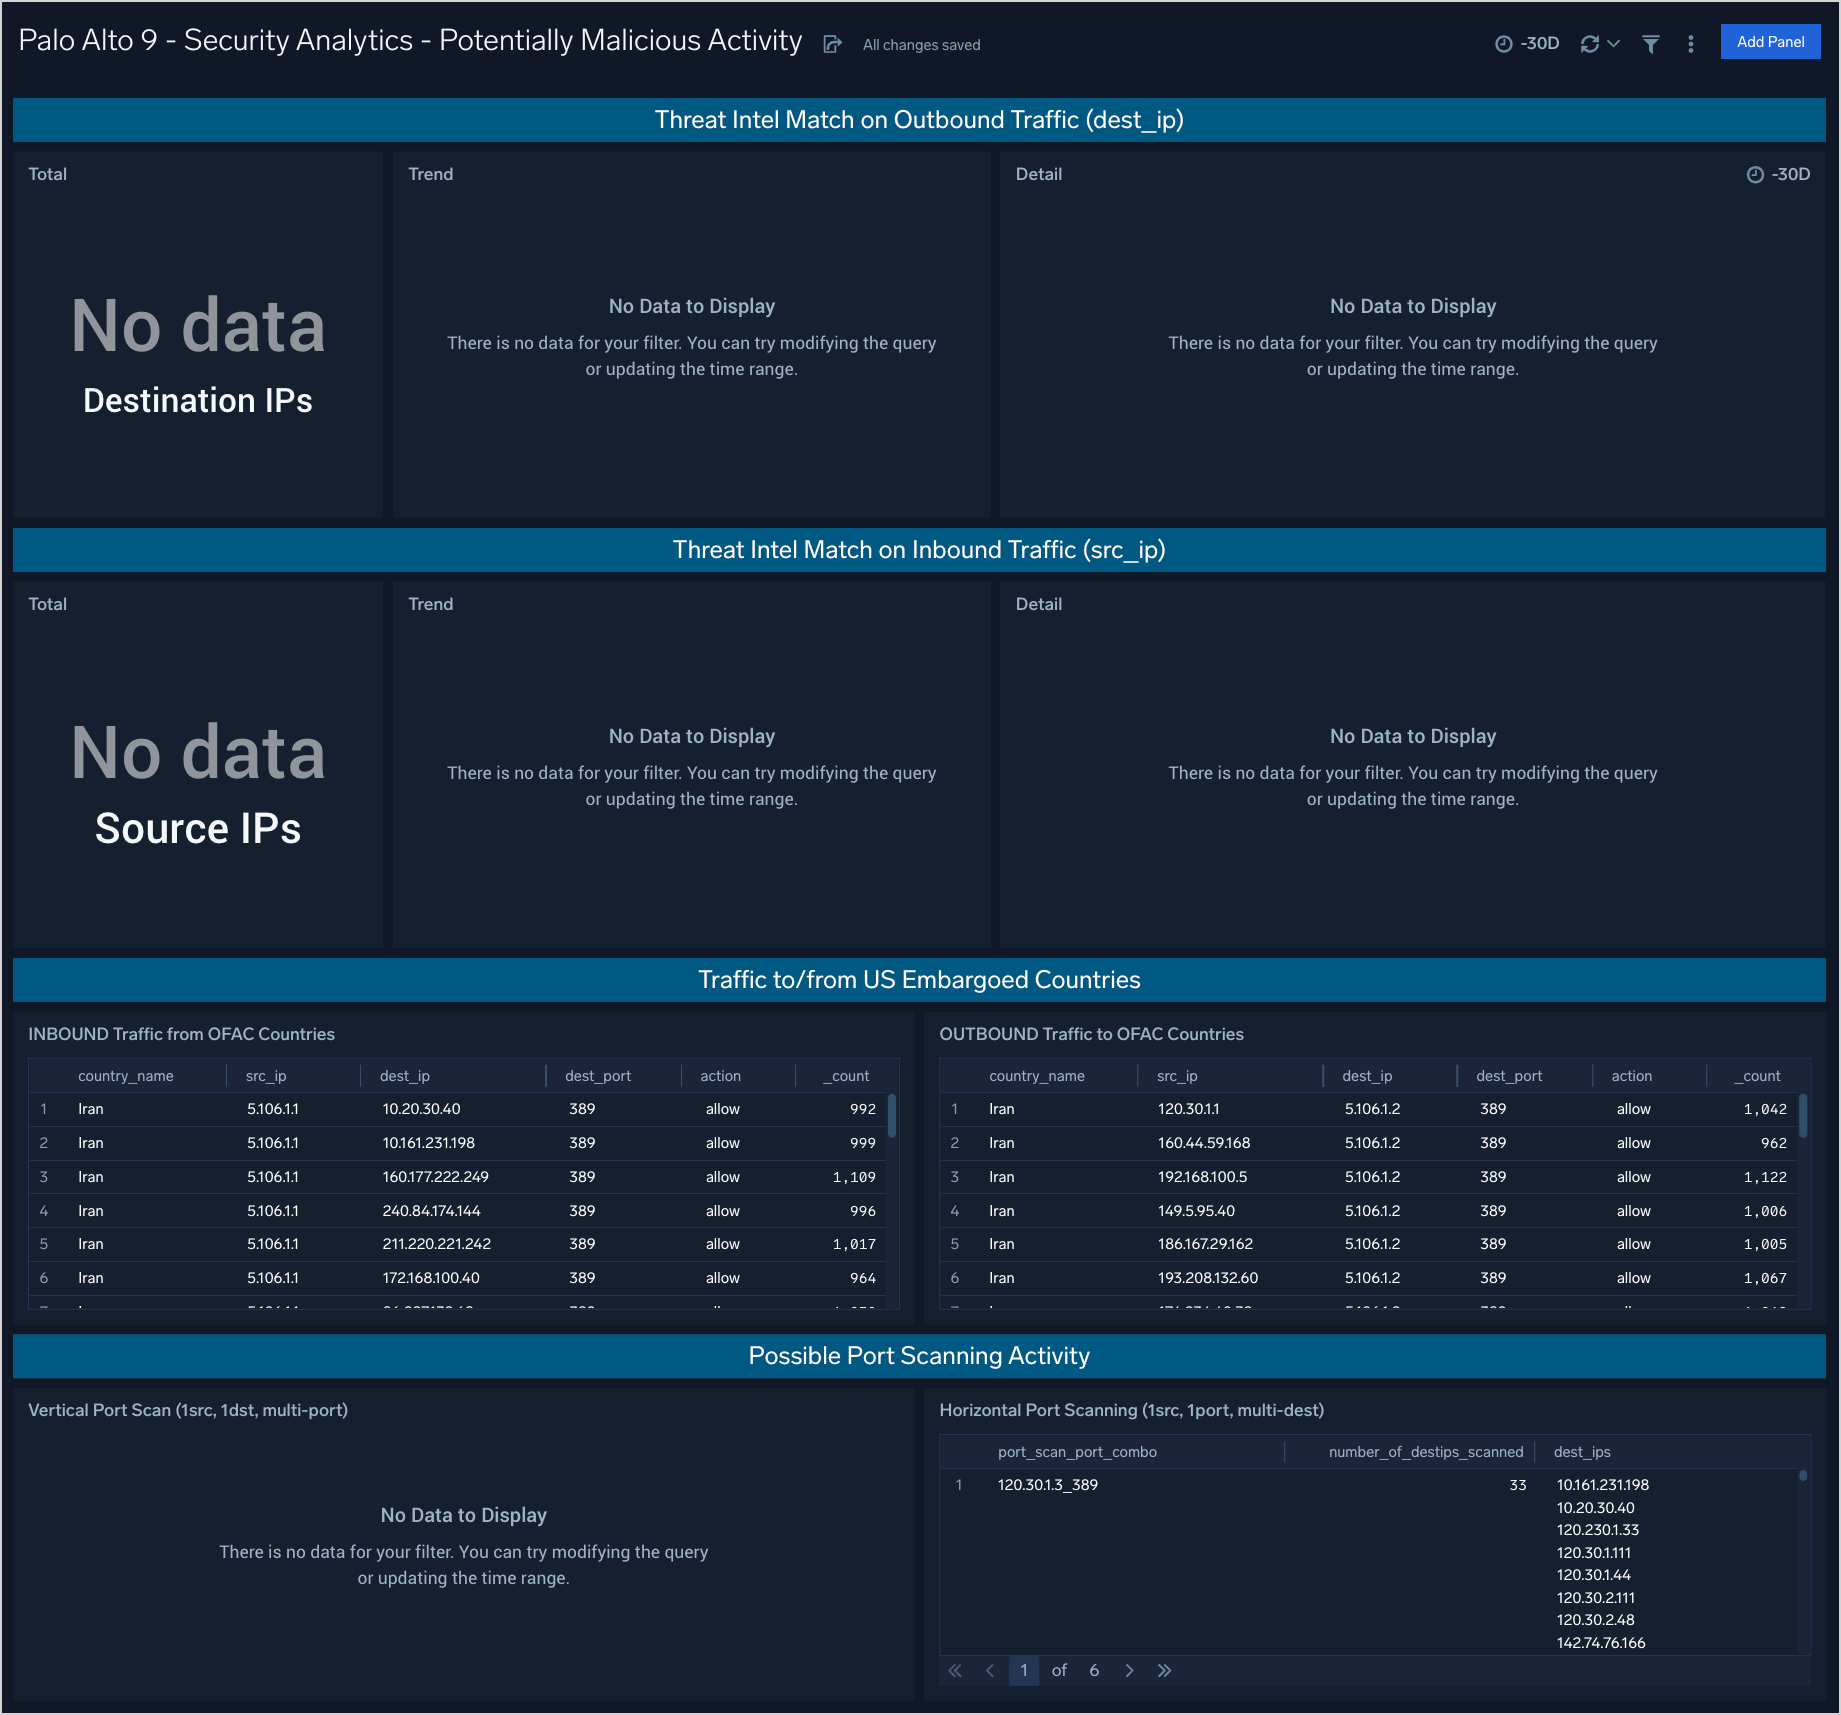 Palo Alto 9 - Security Analytics - Potentially Malicious Activity All changes saved -30D Add Panel
Threat Intel Match on Outbound Traffic (dest_ip)
Total
No data
Destination IPs
Trend
No Data to Display
There is no data for your filter. You can try modifying the query
or updating the time range.
Detail -30D
No Data to Display
There is no data for your filter. You can try modifying the query
or updating the time range.
Threat Intel Match on Inbound Traffic (src_ip)
Total
No data
Source IPs
Trend
No Data to Display
There is no data for your filter. You can try modifying the query
or updating the time range.
Detail
No Data to Display
There is no data for your filter. You can try modifying the query
or updating the time range.
Traffic to/from US Embargoed Countries
INBOUND Traffic from OFAC Countries
country_name src_ip dest_ip dest_port action _count
1 Iran 5.106.1.1 10.20.30.40 389 allow 992
2 Iran 5.106.1.1 10.161.231.198 389 allow 999
3 Iran 5.106.1.1 160.177.222.249 389 allow 1,109
4 Iran 5.106.1.1 240.84.174.144 389 allow 996
5 Iran 5.106.1.1 211.220.221.242 389 allow 1,017
6 Iran 5.106.1.1 172.168.100.40 389 allow 964
OUTBOUND Traffic to OFAC Countries
country_name src_ip dest_ip dest_port action _count
1 Iran 120.30.1.1 5.106.1.2 389 allow 1,042
2 Iran 160.44.59.168 5.106.1.2 389 allow 962
3 Iran 192.168.100.5 5.106.1.2 389 allow 1,122
4 Iran 149.5.95.40 5.106.1.2 389 allow 1,006
5 Iran 186.167.29.162 5.106.1.2 389 allow 1,005
6 Iran 193.208.132.60 5.106.1.2 389 allow 1,067
Possible Port Scanning Activity
Vertical Port Scan (1src, 1dst, multi-port)
No Data to Display
There is no data for your filter. You can try modifying the query
or updating the time range.
Horizontal Port Scanning (1src, 1port, multi-dest)
port_scan_port_combo number_of_destips_scanned dest_ips
1 120.30.1.3_389 33 10.161.231.198
10.20.30.40
120.230.1.33
120.30.1.111
120.30.1.44
120.30.2.111
120.30.2.48
142.74.76.166
1 of 6